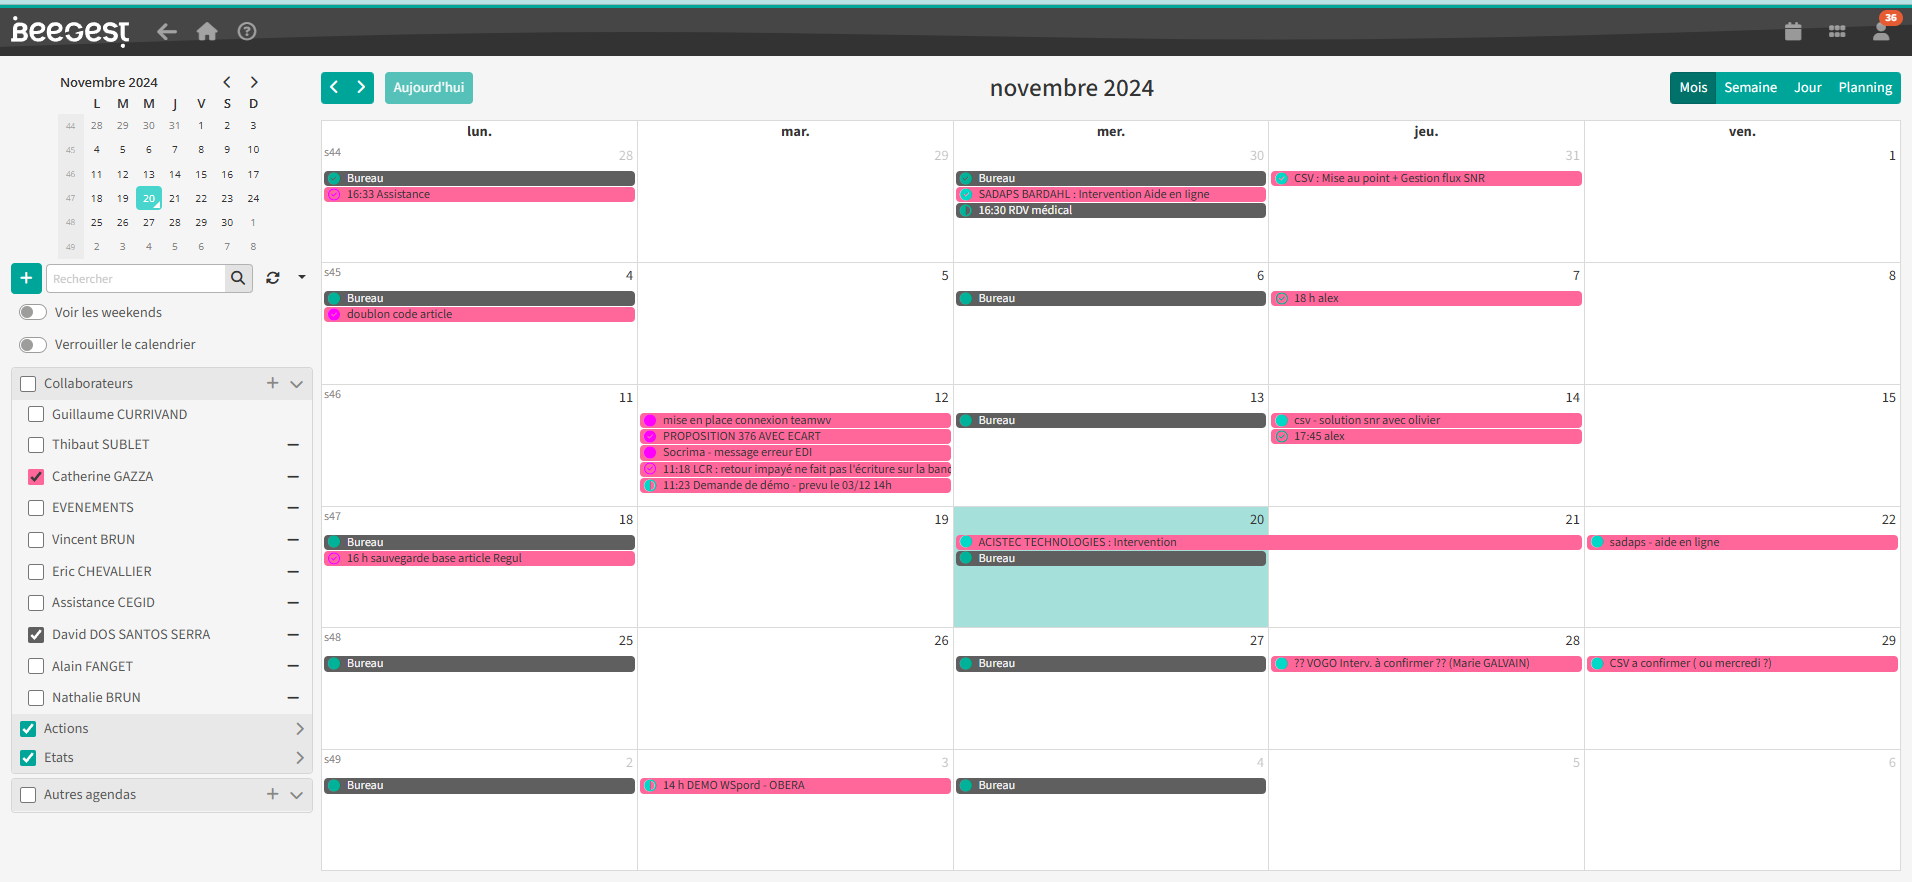 BEEGEST
36
Novembre 2024
L M M J V S D
44 28 29 30 31 1 2 3
45 4 5 6 7 8 9 10
46 11 12 13 14 15 16 17
47 18 19 20 21 22 23 24
48 25 26 27 28 29 30 1
49 2 3 4 5 6 7 8
Rechercher
Voir les weekends
Verrouiller le calendrier
Collaborateurs
Guillaume CURRIVAND
Thibaut SUBLET
Catherine GAZZA
EVENEMENTS
Vincent BRUN
Eric CHEVALLIER
Assistance CEGID
David DOS SANTOS SERRA
Alain FANGET
Nathalie BRUN
Actions
Etats
Autres agendas
Aujourd'hui
novembre 2024
Mois Semaine Jour Planning
lun. mar. mer. jeu. ven.
s44 28 29 30 31 1
Bureau
16:33 Assistance
Bureau
SADAPS BARDAHL : Intervention Aide en ligne
16:30 RDV médical
CSV : Mise au point + Gestion flux SNR
s45 4 5 6 7 8
Bureau
doublon code article
Bureau
18 h alex
s46 11 12 13 14 15
mise en place connexion teamwv
PROPOSITION 376 AVEC ECART
Socrima - message erreur EDI
11:18 LCR : retour impayé ne fait pas l'écriture sur la banc
11:23 Demande de démo - prevu le 03/12 14h
Bureau
csv - solution snr avec olivier
17:45 alex
s47 18 19 20 21 22
Bureau
16 h sauvegarde base article Regul
ACISTEC TECHNOLOGIES : Intervention
Bureau
sadaps - aide en ligne
s48 25 26 27 28 29
Bureau
Bureau
?? VOGO Interv. à confirmer ?? (Marie GALVAIN)
CSV a confirmer ( ou mercredi ?)
s49 2 3 4 5 6
Bureau
14 h DEMO WSpord - OBERA
Bureau